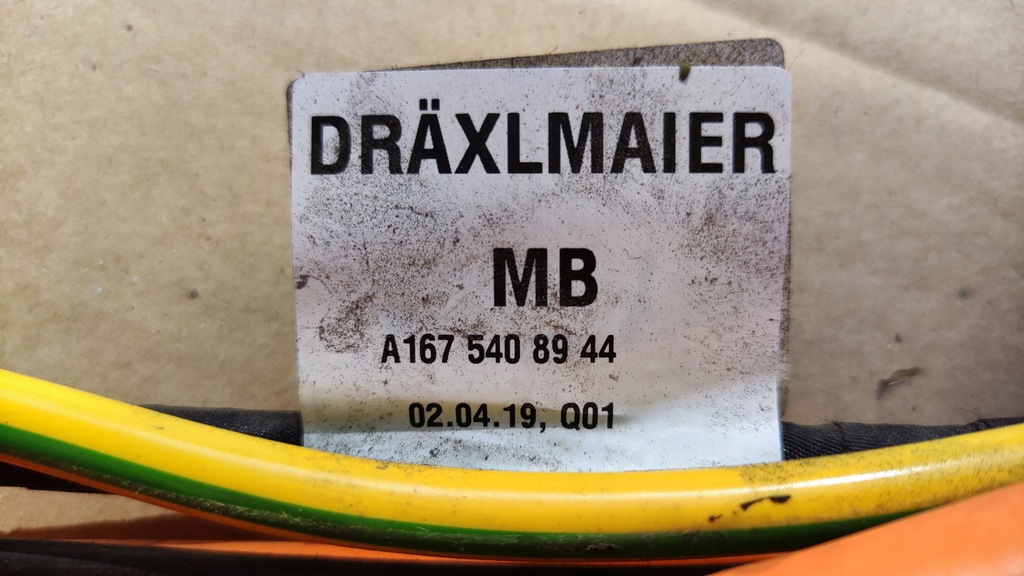 DRÄXLMAIER
MB
A167 540 89 44
02.04.19, Q01